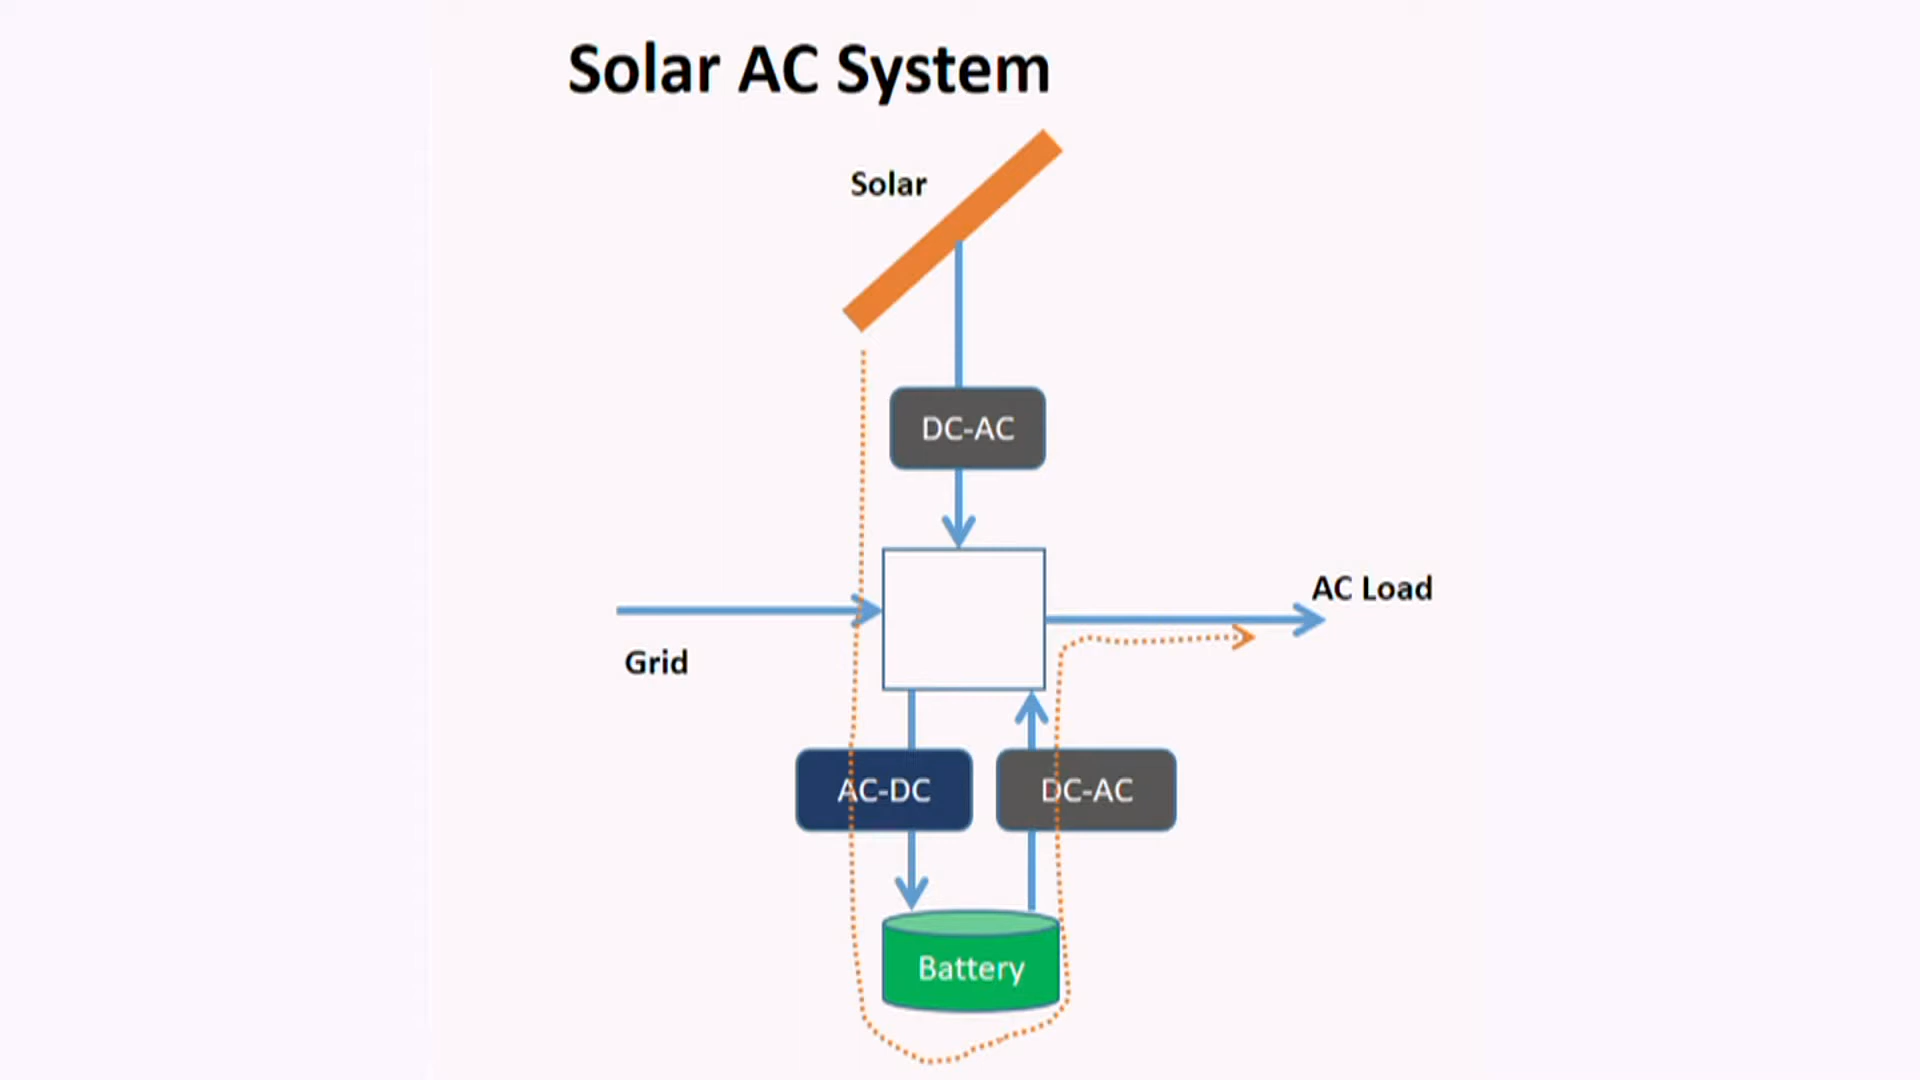 Solar AC System
Solar
DC-AC
AC Load
Grid
AC-DC
DC-AC
Battery